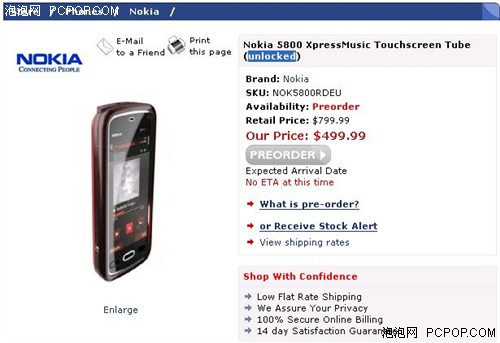 泡泡网 PCPOP.COM
/ Phones / Nokia /
NOKIA
CONNECTING PEOPLE
E-Mail
to a Friend
Print
this page
Enlarge
Nokia 5800 XpressMusic Touchscreen Tube
(unlocked)
Brand: Nokia
SKU: NOK5800RDEU
Availability: Preorder
Retail Price: $799.99
Our Price: $499.99
PREORDER
Expected Arrival Date
No ETA at this time
What is pre-order?
or Receive Stock Alert
View shipping rates
Shop With Confidence
Low Flat Rate Shipping
We Assure Your Privacy
100% Secure Online Billing
14 day Satisfaction Guarantee
泡泡网 PCPOP.COM